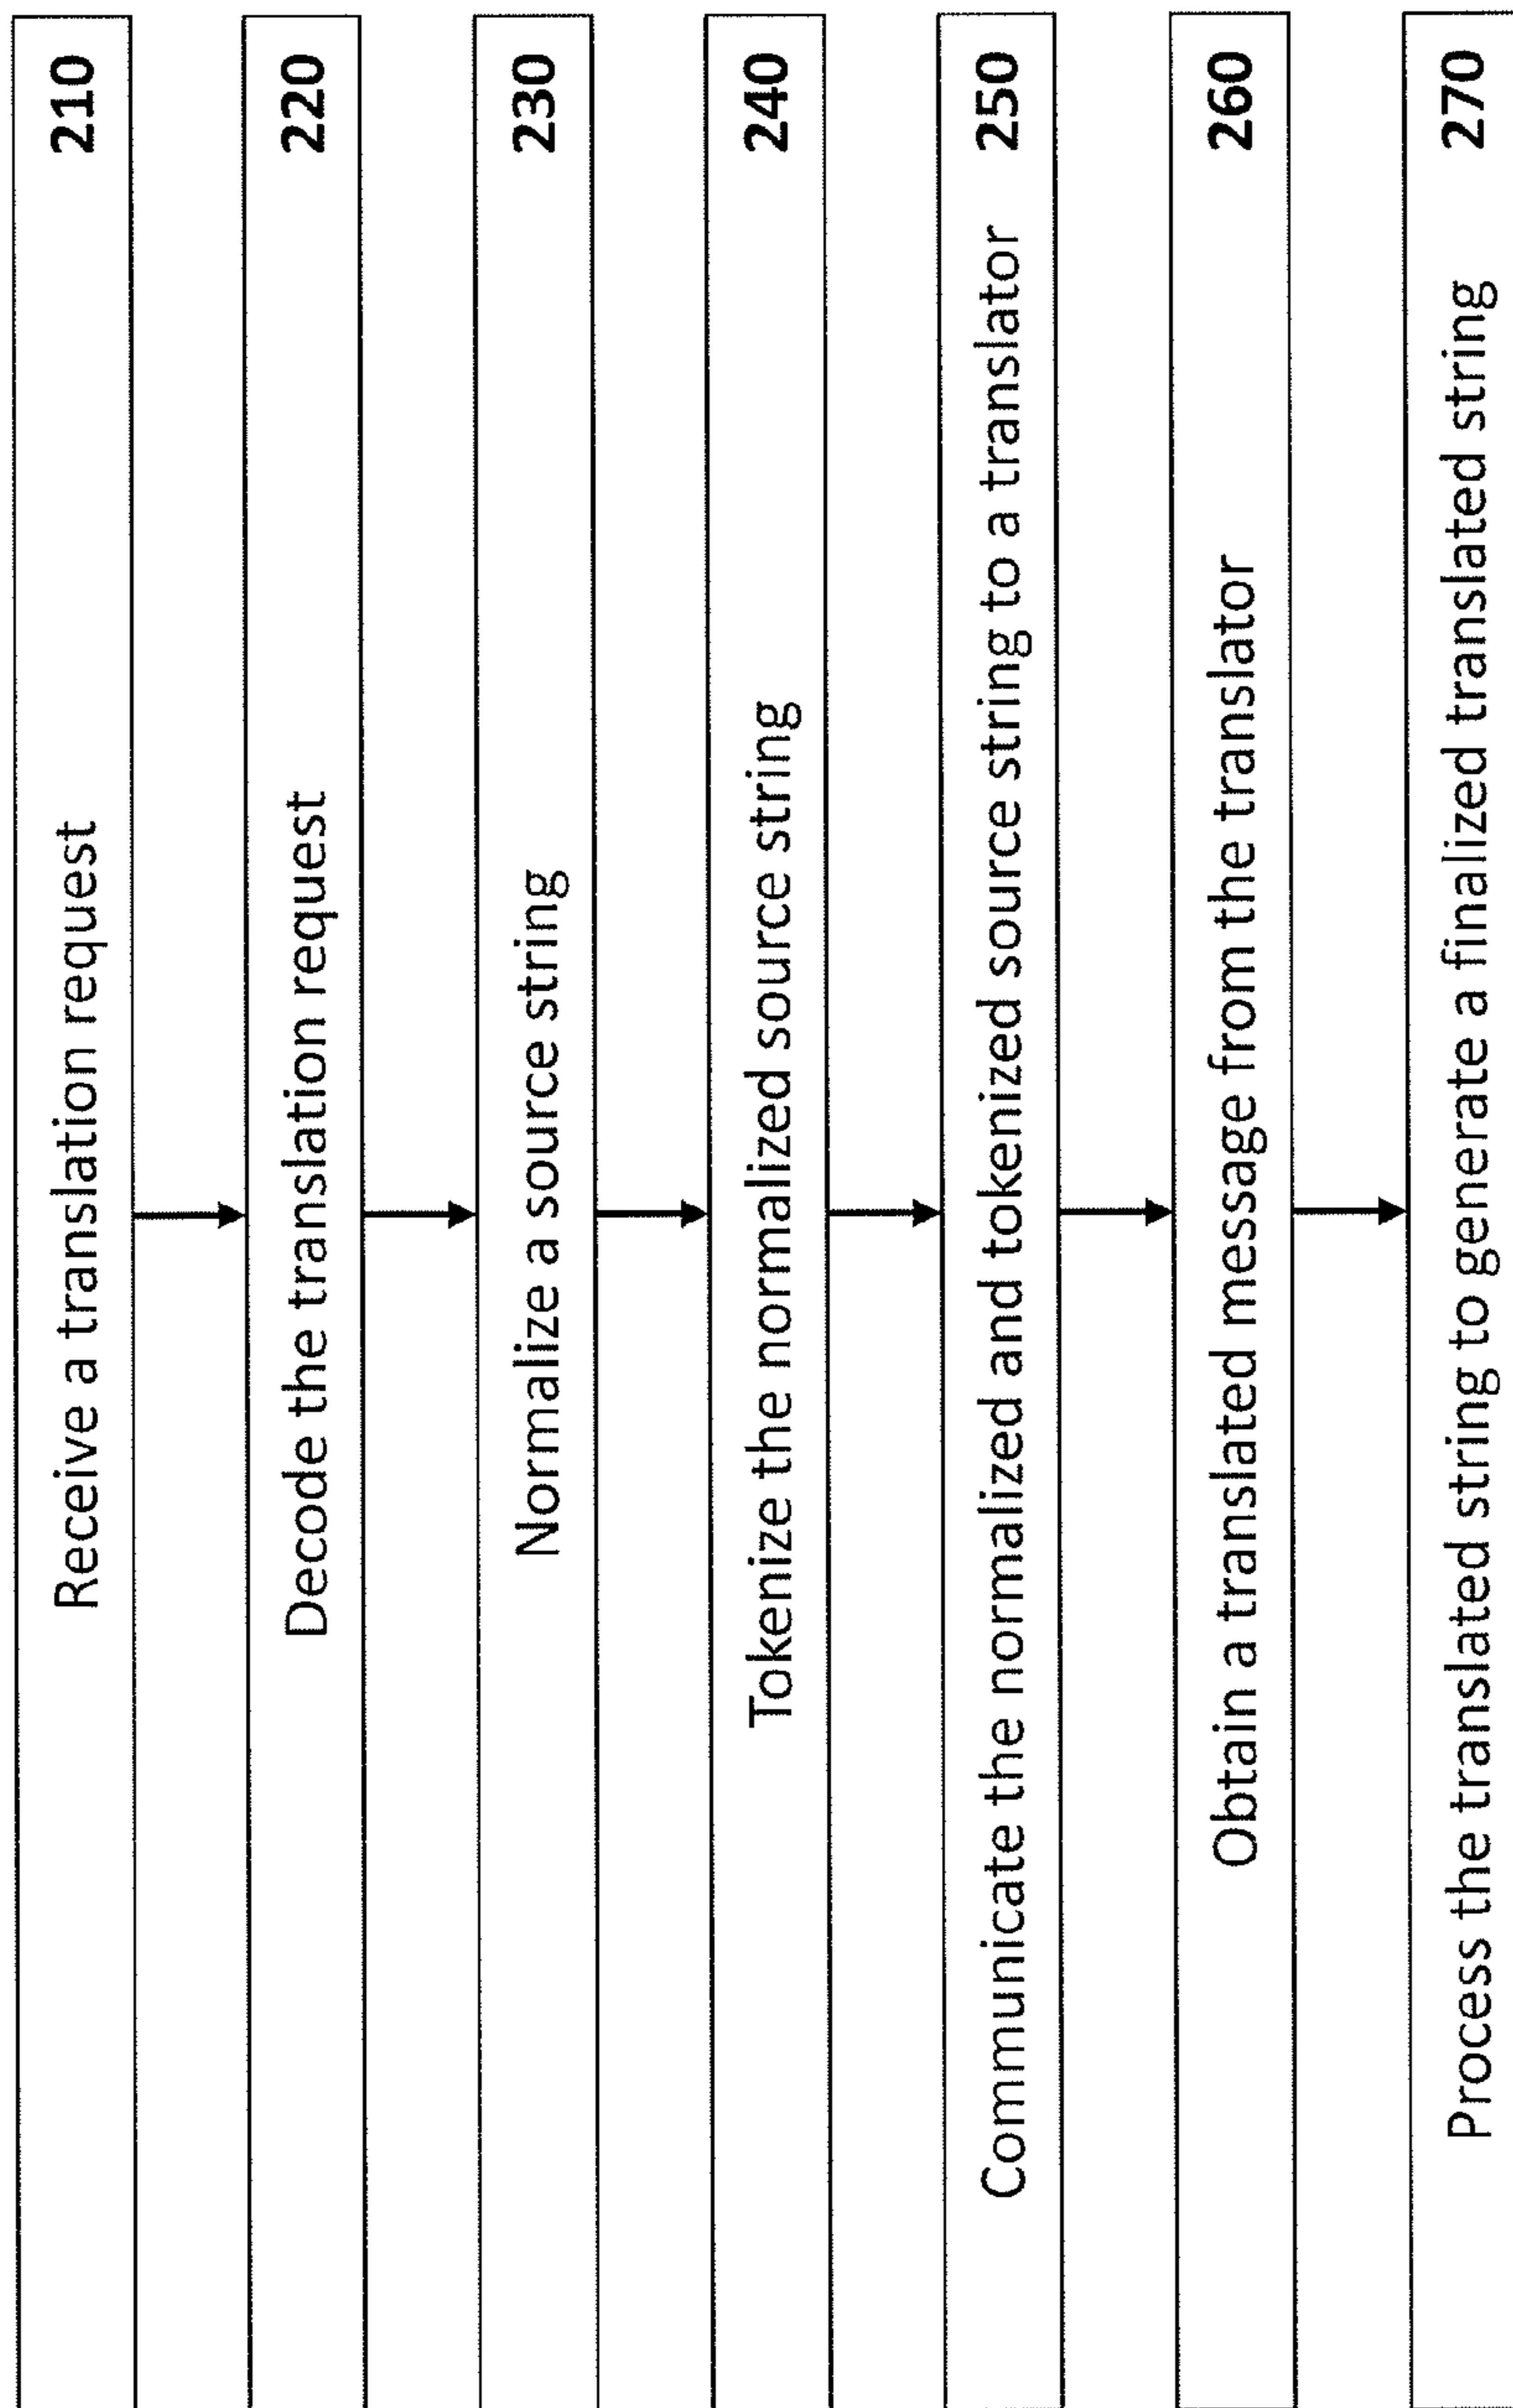 Receive a translation request 210
Decode the translation request 220
Normalize a source string 230
Tokenize the normalized source string 240
Communicate the normalized and tokenized source string to a translator 250
Obtain a translated message from the translator 260
Process the translated string to generate a finalized translated string 270